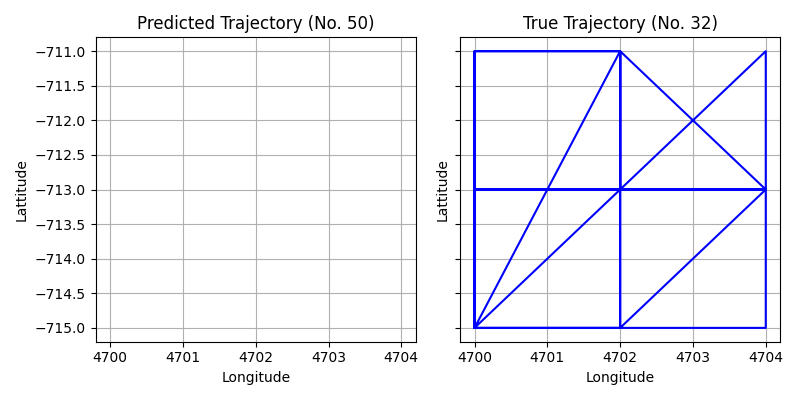 Predicted Trajectory (No. 50)
Lattitude
−711.0
−711.5
−712.0
−712.5
−713.0
−713.5
−714.0
−714.5
−715.0
4700 4701 4702 4703 4704
Longitude
True Trajectory (No. 32)
Lattitude
4700 4701 4702 4703 4704
Longitude